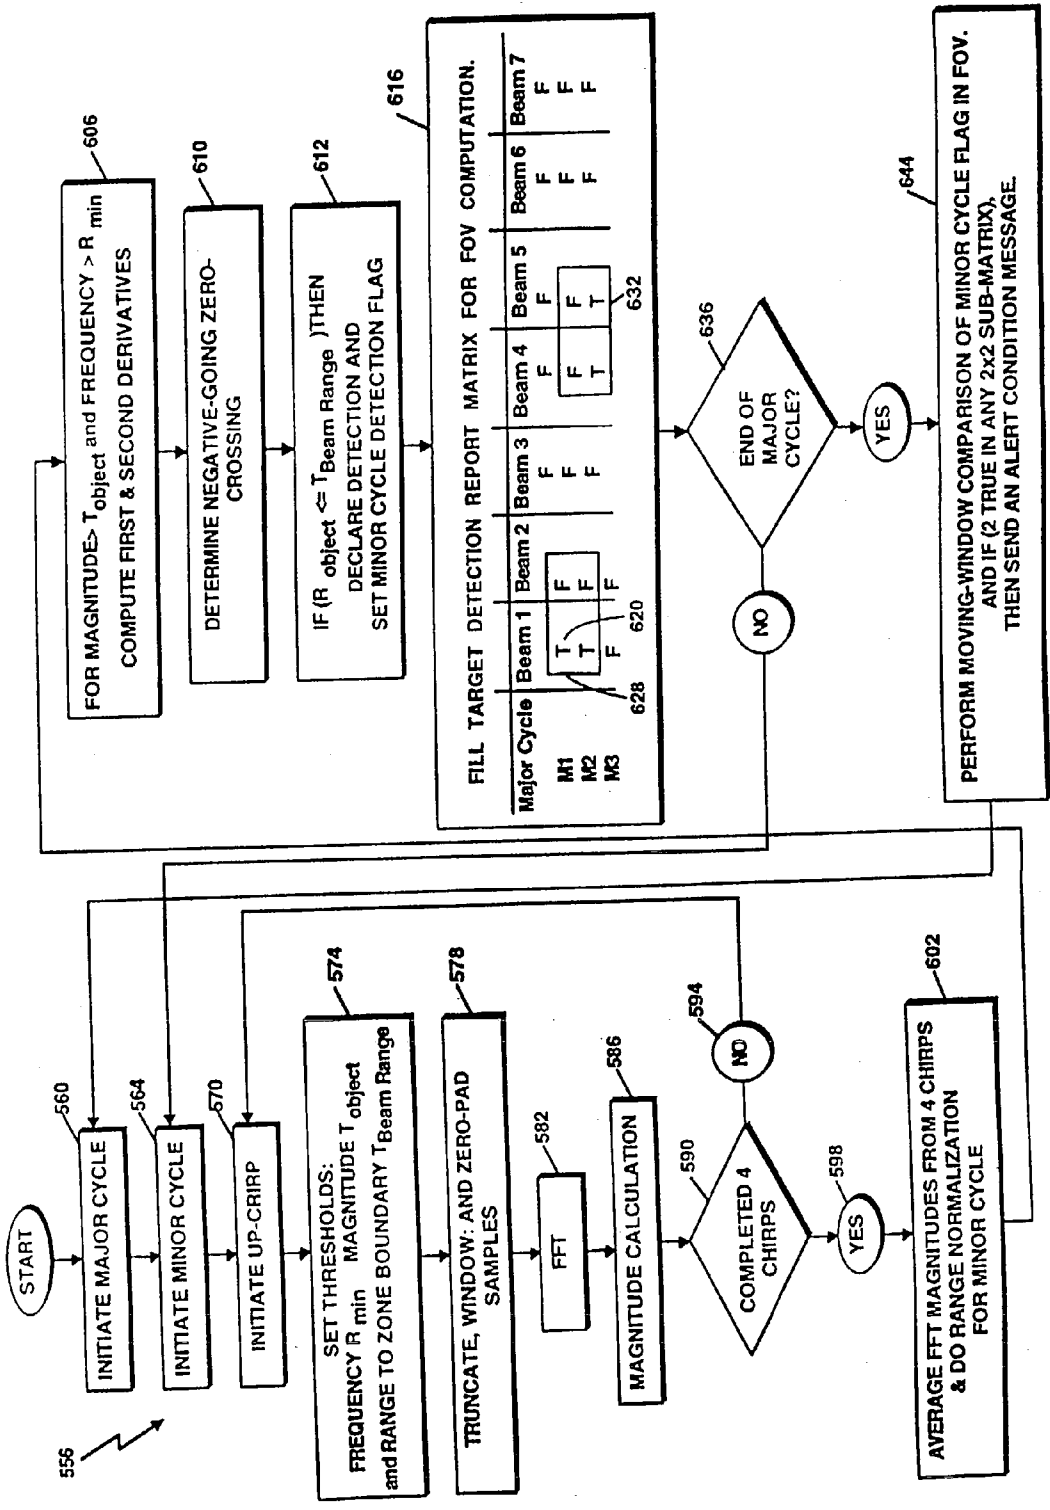 556
START
560
INITIATE MAJOR CYCLE
564
INITIATE MINOR CYCLE
570
INITIATE UP-CRIRP
574
SET THRESHOLDS:
FREQUENCY R min MAGNITUDE T object
and RANGE TO ZONE BOUNDARY T Beam Range
578
TRUNCATE, WINDOW: AND ZERO-PAD
SAMPLES
582
FFT
586
MAGNITUDE CALCULATION
590
COMPLETED 4
CHIRPS
594
NO
598
YES
602
AVERAGE FFT MAGNITUDES FROM 4 CHIRPS
& DO RANGE NORMALIZATION
FOR MINOR CYCLE
606
FOR MAGNITUDE> T object and FREQUENCY > R min
COMPUTE FIRST & SECOND DERIVATIVES
610
DETERMINE NEGATIVE-GOING ZERO-
CROSSING
612
IF (R object <= T Beam Range )THEN
DECLARE DETECTION AND
SET MINOR CYCLE DETECTION FLAG
616
FILL TARGET DETECTION REPORT MATRIX FOR FOV COMPUTATION.
Major Cycle Beam 1 Beam 2 Beam 3 Beam 4 Beam 5 Beam 6 Beam 7
M1 T F F F F F F
M2 T F F F F F F
M3 F F F T T F F
628
620
632
636
END OF
MAJOR
CYCLE?
NO
YES
644
PERFORM MOVING-WINDOW COMPARISON OF MINOR CYCLE FLAG IN FOV.
AND IF (2 TRUE IN ANY 2x2 SUB-MATRIX),
THEN SEND AN ALERT CONDITION MESSAGE.